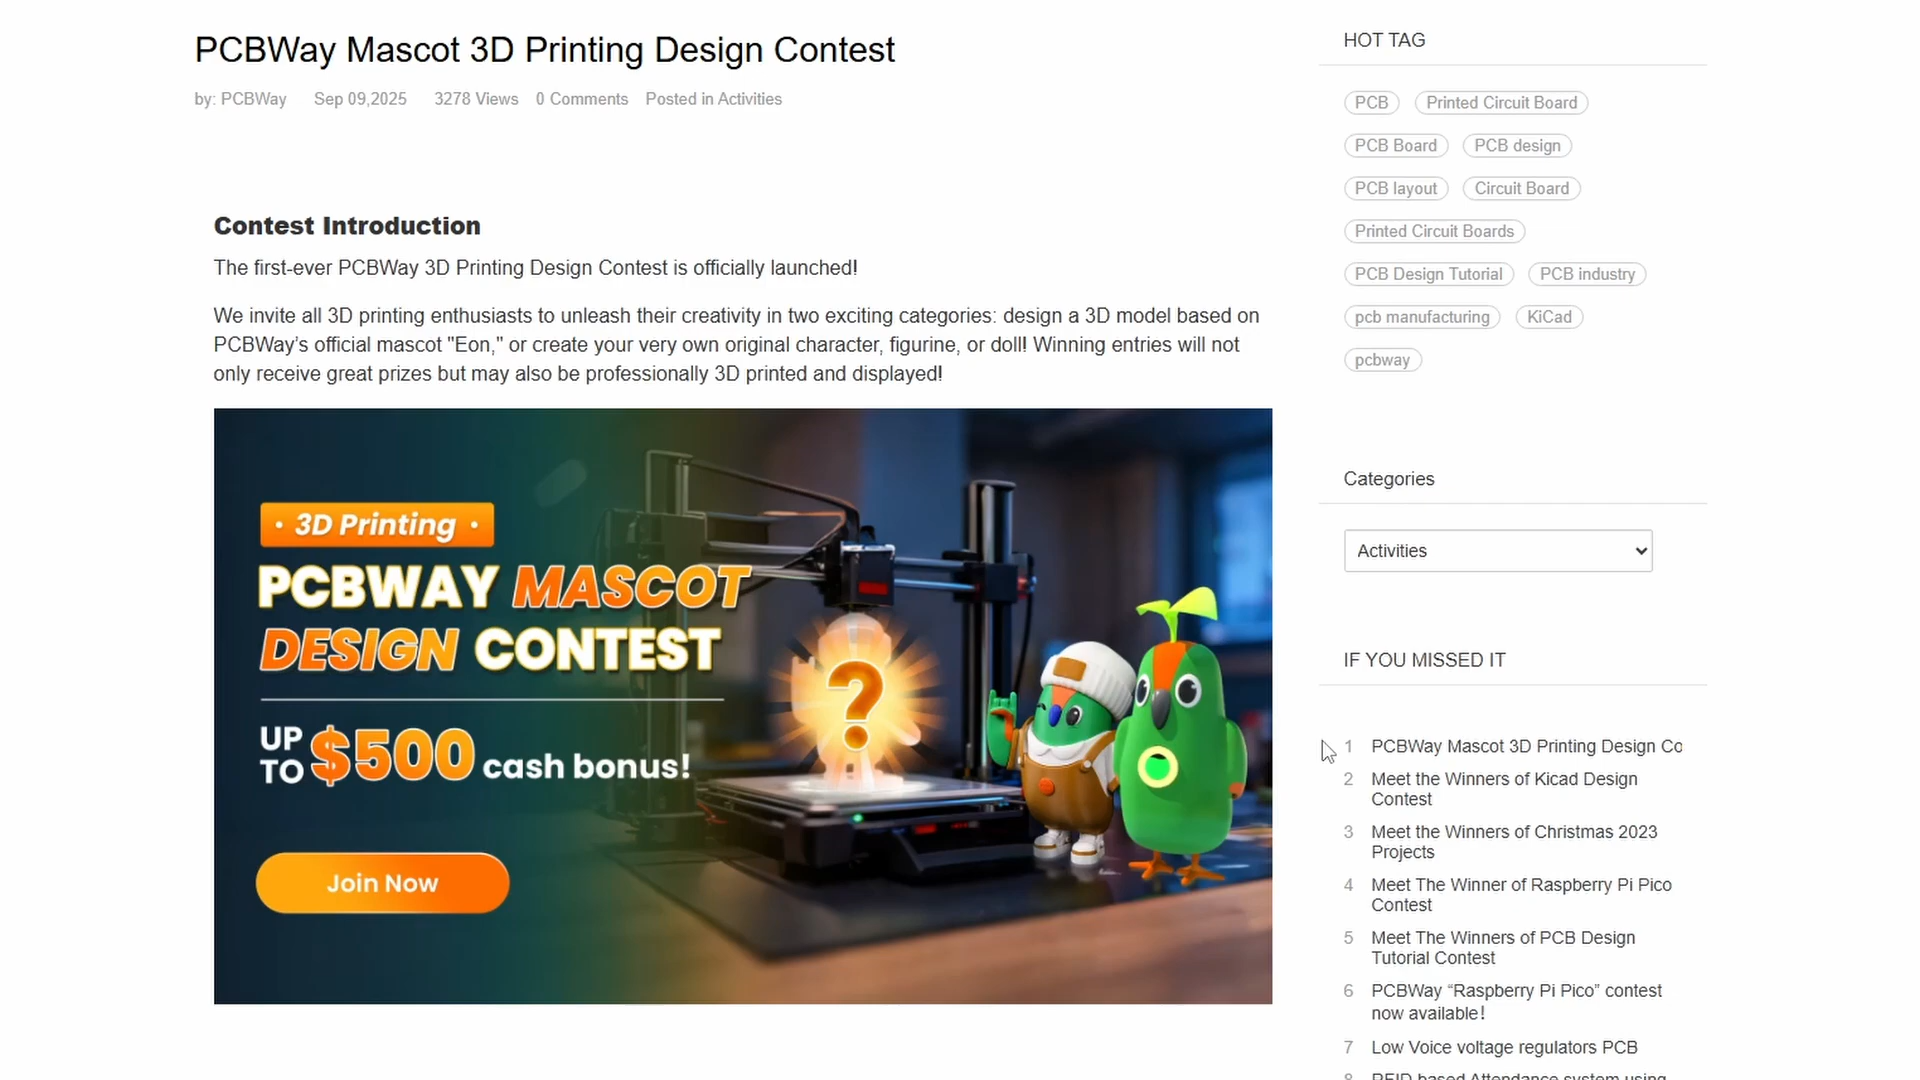 PCBWay Mascot 3D Printing Design Contest
by: PCBWay Sep 09,2025 3278 Views 0 Comments Posted in Activities
Contest Introduction
The first-ever PCBWay 3D Printing Design Contest is officially launched!
We invite all 3D printing enthusiasts to unleash their creativity in two exciting categories: design a 3D model based on
PCBWay’s official mascot "Eon," or create your very own original character, figurine, or doll! Winning entries will not
only receive great prizes but may also be professionally 3D printed and displayed!
• 3D Printing •
PCBWAY MASCOT
DESIGN CONTEST
UP TO $500 cash bonus!
?
Join Now
HOT TAG
PCB Printed Circuit Board
PCB Board PCB design
PCB layout Circuit Board
Printed Circuit Boards
PCB Design Tutorial PCB industry
pcb manufacturing KiCad
pcbway
Categories
Activities
IF YOU MISSED IT
1 PCBWay Mascot 3D Printing Design Co
2 Meet the Winners of Kicad Design
Contest
3 Meet the Winners of Christmas 2023
Projects
4 Meet The Winner of Raspberry Pi Pico
Contest
5 Meet The Winners of PCB Design
Tutorial Contest
6 PCBWay “Raspberry Pi Pico” contest
now available！
7 Low Voice voltage regulators PCB
8 RFID based Attendance system using